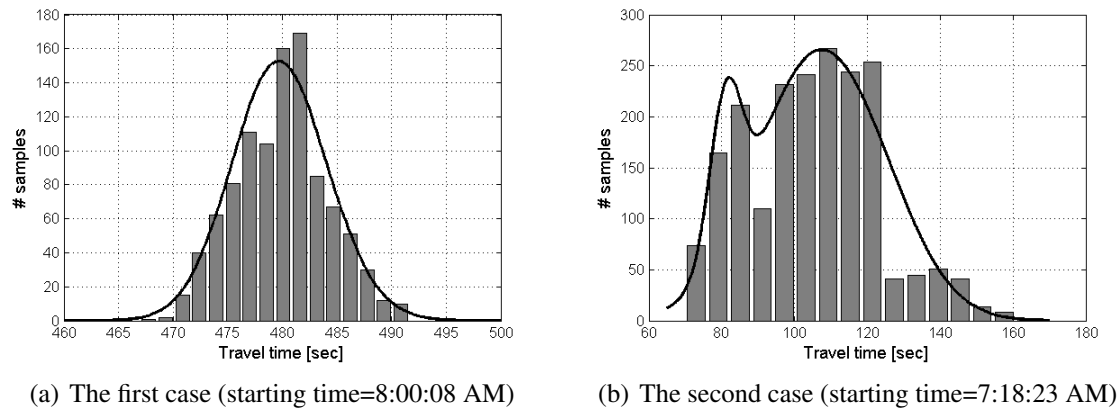 180
160
140
120
100
80
60
40
20
0
# samples
460 465 470 475 480 485 490 495 500
Travel time [sec]
(a) The first case (starting time=8:00:08 AM)
300
250
200
150
100
50
0
# samples
60 80 100 120 140 160 180
Travel time [sec]
(b) The second case (starting time=7:18:23 AM)